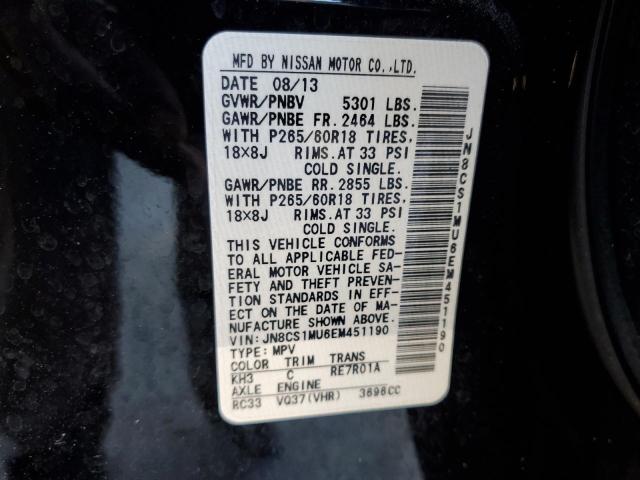 MFD BY NISSAN MOTOR CO.,LTD.
DATE 08/13
GVWR/PNBV 5301 LBS.
GAWR/PNBE FR. 2464 LBS.
WITH P265/60R18 TIRES.
18×8J RIMS.AT 33 PSI
COLD SINGLE.
GAWR/PNBE RR. 2855 LBS.
WITH P265/60R18 TIRES.
18×8J RIMS.AT 33 PSI
COLD SINGLE.
THIS VEHICLE CONFORMS
TO ALL APPLICABLE FED-
ERAL MOTOR VEHICLE SA-
FETY AND THEFT PREVEN-
TION STANDARDS IN EFF-
ECT ON THE DATE OF MA-
NUFACTURE SHOWN ABOVE.
VIN: JN8CS1MU6EM451190
TYPE: MPV
COLOR TRIM TRANS
KH3 C RE7R01A
AXLE ENGINE
RC33 VQ37(VHR) 3696CC
JN8CS1MU6EM451190